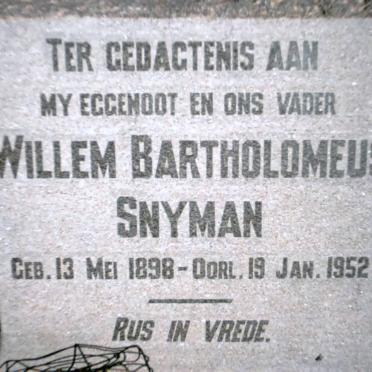 TER GEDAGTENIS AAN
MY EGGENOOT EN ONS VADER
WILLEM BARTHOLOMEUS
SNYMAN
GEB. 13 MEI 1898 - OORL. 19 JAN. 1952
RUS IN VREDE.